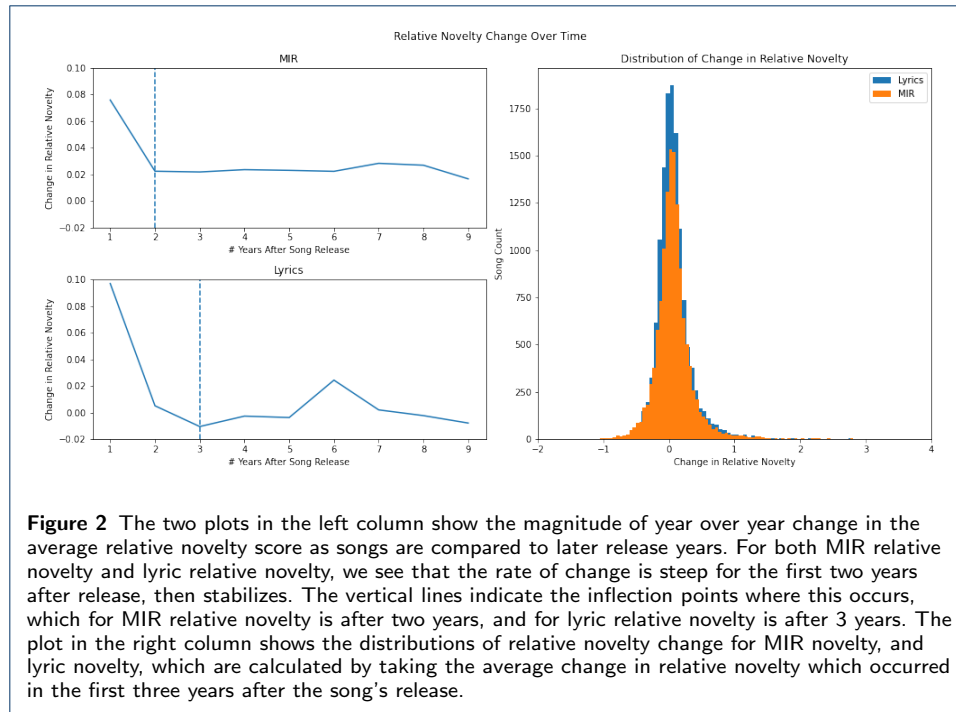 Relative Novelty Change Over Time
MIR
Change in Relative Novelty
0.10
0.08
0.06
0.04
0.02
0.00
−0.02
1 2 3 4 5 6 7 8 9
# Years After Song Release
Lyrics
Change in Relative Novelty
0.10
0.08
0.06
0.04
0.02
0.00
−0.02
1 2 3 4 5 6 7 8 9
# Years After Song Release
Distribution of Change in Relative Novelty
Lyrics
MIR
Song Count
1750
1500
1250
1000
750
500
250
0
−2 −1 0 1 2 3 4
Change in Relative Novelty
Figure 2 The two plots in the left column show the magnitude of year over year change in the
average relative novelty score as songs are compared to later release years. For both MIR relative
novelty and lyric relative novelty, we see that the rate of change is steep for the first two years
after release, then stabilizes. The vertical lines indicate the inflection points where this occurs,
which for MIR relative novelty is after two years, and for lyric relative novelty is after 3 years. The
plot in the right column shows the distributions of relative novelty change for MIR novelty, and
lyric novelty, which are calculated by taking the average change in relative novelty which occurred
in the first three years after the song's release.